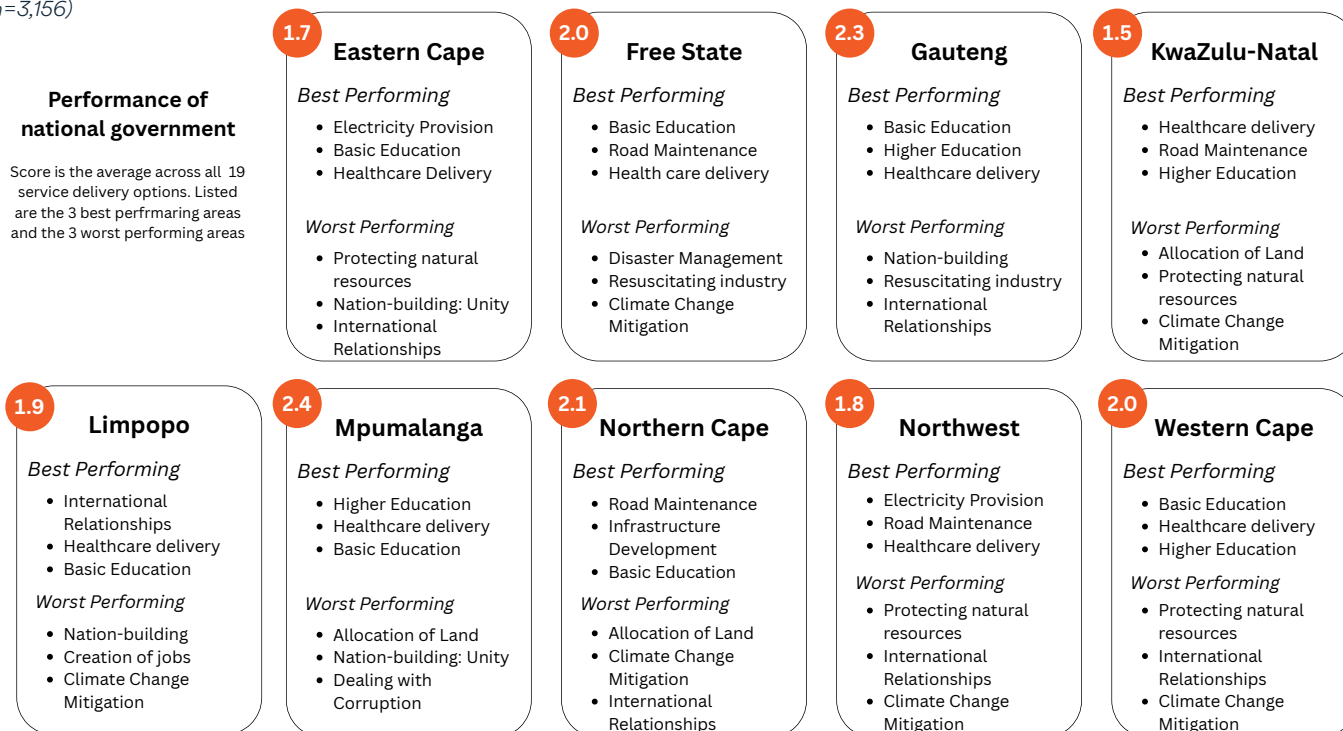 n=3,156)
Performance of
national government
Score is the average across all 19
service delivery options. Listed
are the 3 best perfrmaring areas
and the 3 worst performing areas
1.7
Eastern Cape
Best Performing
• Electricity Provision
• Basic Education
• Healthcare Delivery
Worst Performing
• Protecting natural
resources
• Nation-building: Unity
• International
Relationships
2.0
Free State
Best Performing
• Basic Education
• Road Maintenance
• Health care delivery
Worst Performing
• Disaster Management
• Resuscitating industry
• Climate Change
Mitigation
2.3
Gauteng
Best Performing
• Basic Education
• Higher Education
• Healthcare delivery
Worst Performing
• Nation-building
• Resuscitating industry
• International
Relationships
1.5
KwaZulu-Natal
Best Performing
• Healthcare delivery
• Road Maintenance
• Higher Education
Worst Performing
• Allocation of Land
• Protecting natural
resources
• Climate Change
Mitigation
1.9
Limpopo
Best Performing
• International
Relationships
• Healthcare delivery
• Basic Education
Worst Performing
• Nation-building
• Creation of jobs
• Climate Change
Mitigation
2.4
Mpumalanga
Best Performing
• Higher Education
• Healthcare delivery
• Basic Education
Worst Performing
• Allocation of Land
• Nation-building: Unity
• Dealing with
Corruption
2.1
Northern Cape
Best Performing
• Road Maintenance
• Infrastructure
Development
• Basic Education
Worst Performing
• Allocation of Land
• Climate Change
Mitigation
• International
Relationships
1.8
Northwest
Best Performing
• Electricity Provision
• Road Maintenance
• Healthcare delivery
Worst Performing
• Protecting natural
resources
• International
Relationships
• Climate Change
Mitigation
2.0
Western Cape
Best Performing
• Basic Education
• Healthcare delivery
• Higher Education
Worst Performing
• Protecting natural
resources
• International
Relationships
• Climate Change
Mitigation